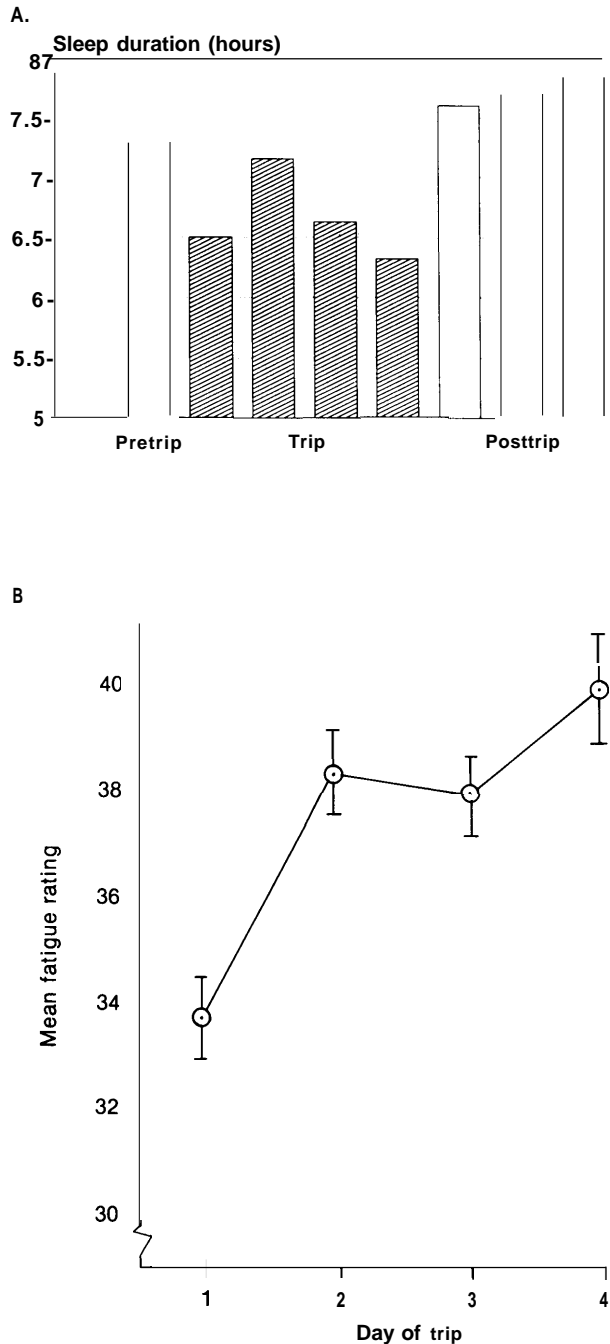 A.
Sleep duration (hours)
87
7.5-
7 -
6.5-
6 -
5.5-
5
Pretrip Trip Posttrip
B
40
38
36
34
32
30
Mean fatigue rating
1 2 3 4
Day of trip